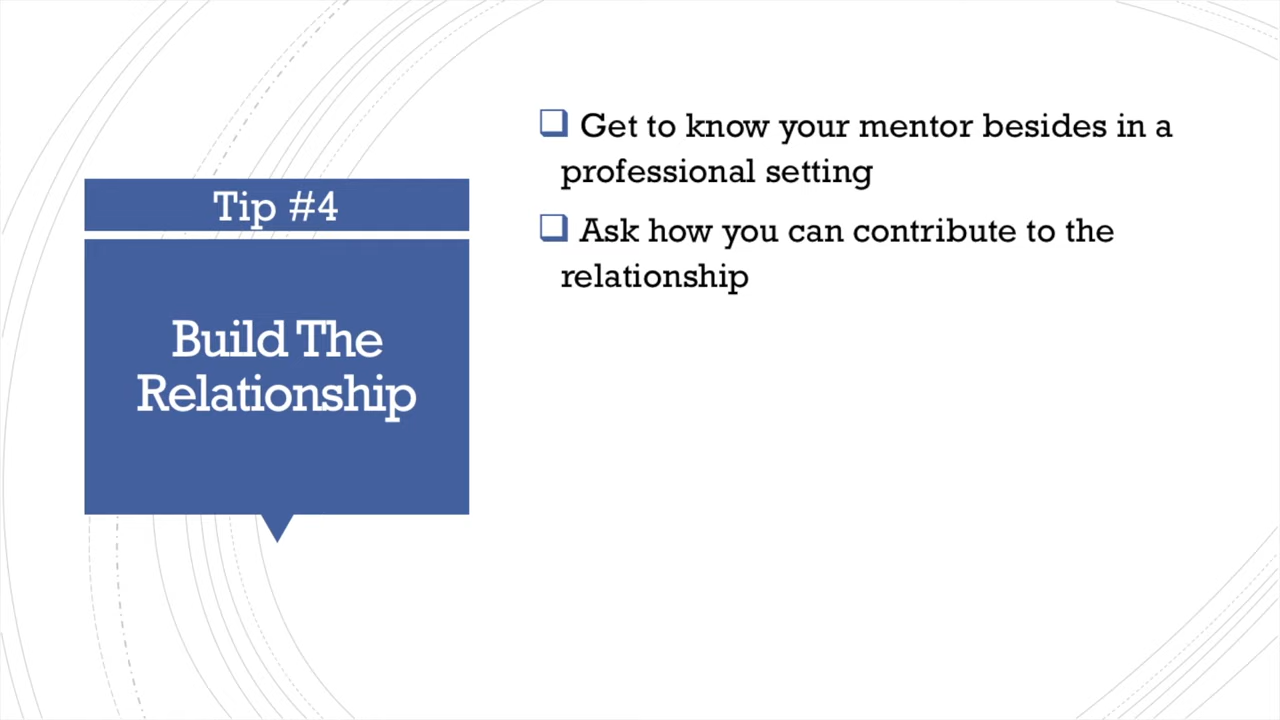 Tip #4
Build The
Relationship
Get to know your mentor besides in a
professional setting
Ask how you can contribute to the
relationship